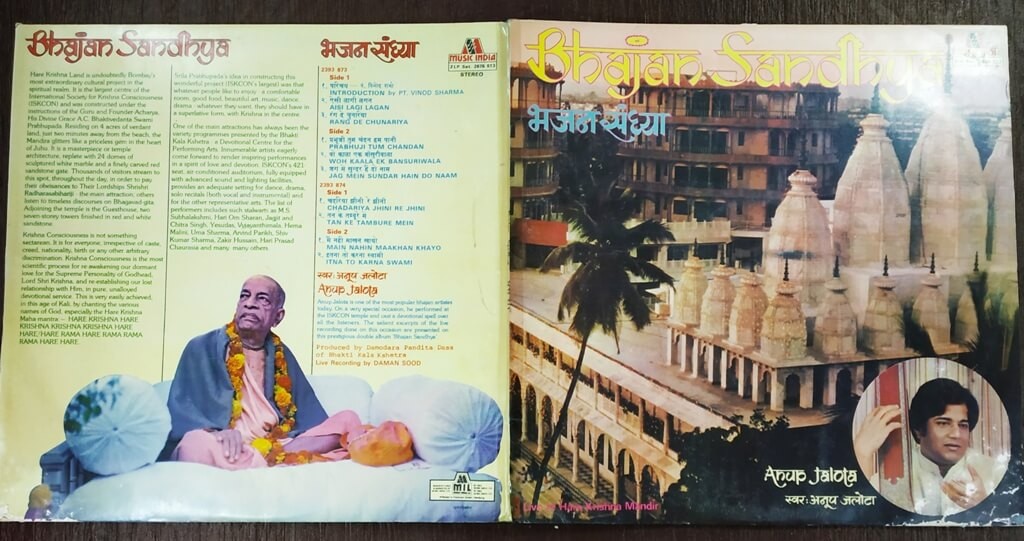 Bhajan Sandhya
भजन संध्या
MUSIC INDIA
2 LP Set: 2675 513
STEREO
Hare Krishna Land is undoubtedly Bombay's
most extraordinary cultural project in the
spiritual realm. It is the largest centre of the
International Society for Krishna Consciousness
(ISKCON) and was constructed under the
instructions of the Guru and Founder Acharya,
His Divine Grace A.C. Bhaktivedanta Swami
Prabhupada. Residing on 4 acres of verdant
land, just two minutes away from the beach, the
Mandira glitters like a priceless gem in the heart
of Juhu. It is a masterpiece of temple
architecture, replete with 24 domes of
sculptured white marble and a finely carved red
sandstone gate. Thousands of visitors stream to
this spirit, throughout the day, in order to pay
their obeisances to Their Lordships Shrishri
Radharasabihariji the main attraction; others
listen to timeless discourses on Bhagavad-gita.
Adjoining the temple is the Guesthouse; twin
seven-storey towers finished in red and white
sandstone.
Krishna Consciousness is not something
sectarian. It is for everyone, irrespective of caste,
creed, nationality, birth or any other arbitrary
discrimination. Krishna Consciousness is the most
scientific process for re-awakening our dormant
love for the Supreme Personality of Godhead,
Lord Shri Krishna, and re-establishing our lost
relationship with Him, in pure, unalloyed
devotional service. This is very easily achieved,
in this age of Kali, by chanting the various
names of God, especially the Hare Krishna
Maha-mantra — HARE KRISHNA HARE
KRISHNA KRISHNA KRISHNA HARE
HARE/HARE RAMA HARE RAMA RAMA
RAMA HARE HARE
Srila Prabhupada's idea in constructing this
wonderful project (ISKCON's largest) was that
whatever people like to enjoy - a comfortable
room, good food, beautiful art, music, dance
drama - whatever they want, they should have in
a superlative form, with Krishna in the centre.
One of the main attractions has always been the
variety programmes presented by the Bhakti
Kala Kshetra - a Devotional Centre for the
Performing Arts. Innumerable artistes eagerly
come forward to render inspiring performances
in a spirit of love and devotion. ISKCON's 421-
seat, air conditioned auditorium, fully equipped
with advanced sound and lighting facilities,
provides an adequate setting for dance, drama,
solo recitals (both vocal and instrumental) and
for the other representative arts. The list of
performers includes such stalwarts as M.S.
Subhalakshmi, Hari Om Sharan, Jagjit and
Chitra Singh, Yesudas, Vijayanthimala, Hema
Malini, Uma Sharma, Arvind Parikh, Shiv
Kumar Sharma, Zakir Hussain, Hari Prasad
Chaurasia and many, many others.
2393 873
Side 1
१. परिचय - पं. विनोद शर्मा
INTRODUCTION by PT. VINOD SHARMA
२. ऐसी लागी लगन
AISI LAGI LAGAN
३. रंग दे चुनरिया
RANG DE CHUNARIYA
Side 2
१. प्रभुजी तुम चंदन हम पानी
PRABHUJI TUM CHANDAN
२. वो काला एक बांसुरीवाला
WOH KAALA EK BANSURIWALA
३. जग में सुन्दर हैं दो नाम
JAG MEIN SUNDAR HAIN DO NAAM
2393 874
Side 1
१. चदरिया झीनी रे झीनी
CHADARIYA JHINI RE JHINI
२. तन के तम्बूरे में
TAN KE TAMBURE MEIN
Side 2
१. मैं नहीं माखन खायो
MAIN NAHIN MAAKHAN KHAYO
२. इतना तो करना स्वामी
ITNA TO KARNA SWAMI
स्वर: अनूप जलोटा
Anup Jalota
Anup Jalota is one of the most popular bhajan artistes
today. On a very special occasion, he performed at
the ISKCON temple and cast a devotional spell over
all the listeners. The select excerpts of the live
recording done on this occasion are presented on
this prestigious double album 'Bhajan Sandhya'
Produced by Damodara Pandita Dasa
of Bhakti Kala Kshetra
Live Recording by DAMAN SOOD
MIL
Bhajan Sandhya
भजन संध्या
Anup Jalota
स्वर: अनूप जलोटा
Live at Hare Krishna Mandir